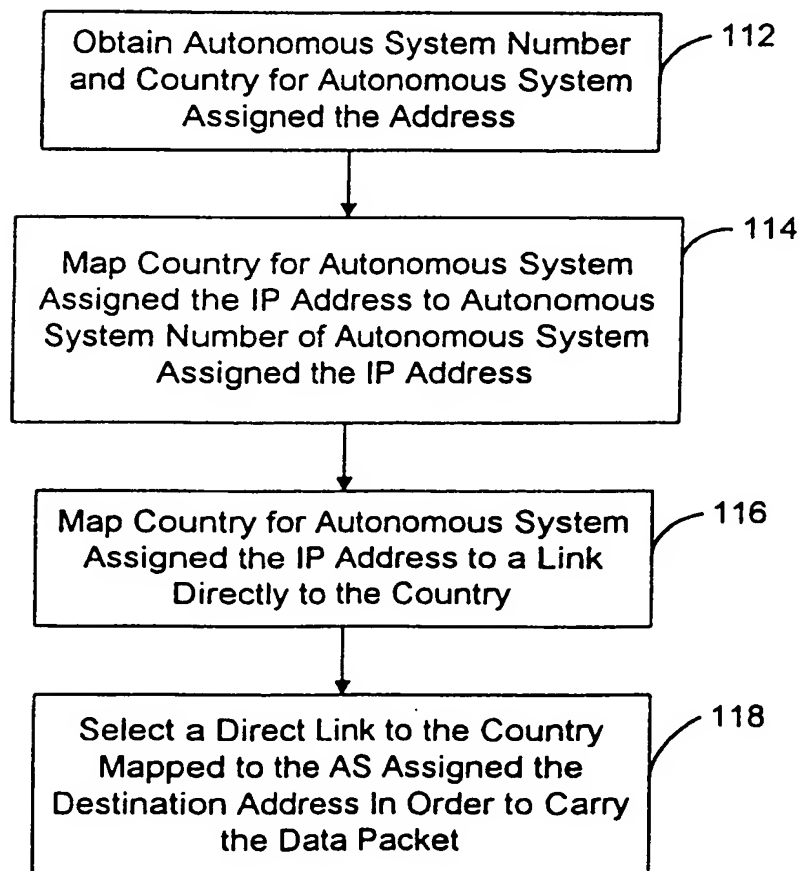 Obtain Autonomous System Number
and Country for Autonomous System
Assigned the Address
112
Map Country for Autonomous System
Assigned the IP Address to Autonomous
System Number of Autonomous System
Assigned the IP Address
114
Map Country for Autonomous System
Assigned the IP Address to a Link
Directly to the Country
116
Select a Direct Link to the Country
Mapped to the AS Assigned the
Destination Address In Order to Carry
the Data Packet
118